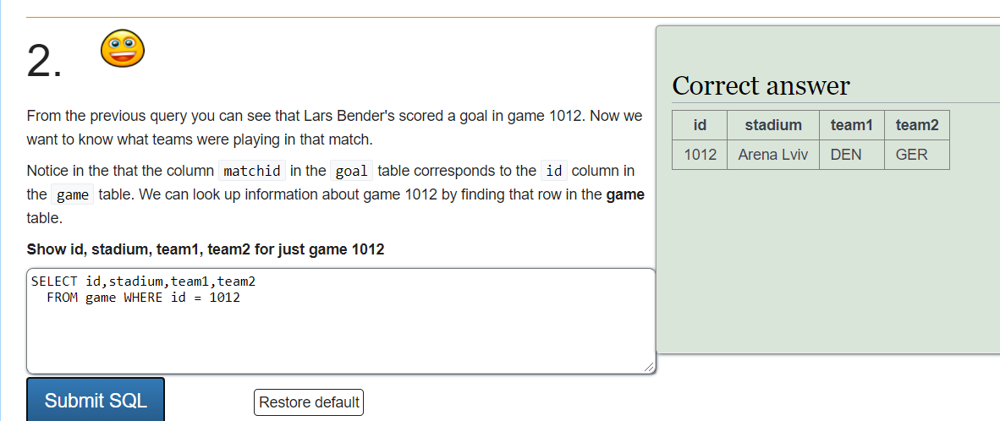 2.
From the previous query you can see that Lars Bender's scored a goal in game 1012. Now we
want to know what teams were playing in that match.
Notice in the that the column matchid in the goal table corresponds to the id column in
the game table. We can look up information about game 1012 by finding that row in the game
table.
Show id, stadium, team1, team2 for just game 1012
SELECT id,stadium,team1,team2
FROM game WHERE id = 1012
Submit SQL
Restore default
Correct answer
id stadium team1 team2
1012 Arena Lviv DEN GER